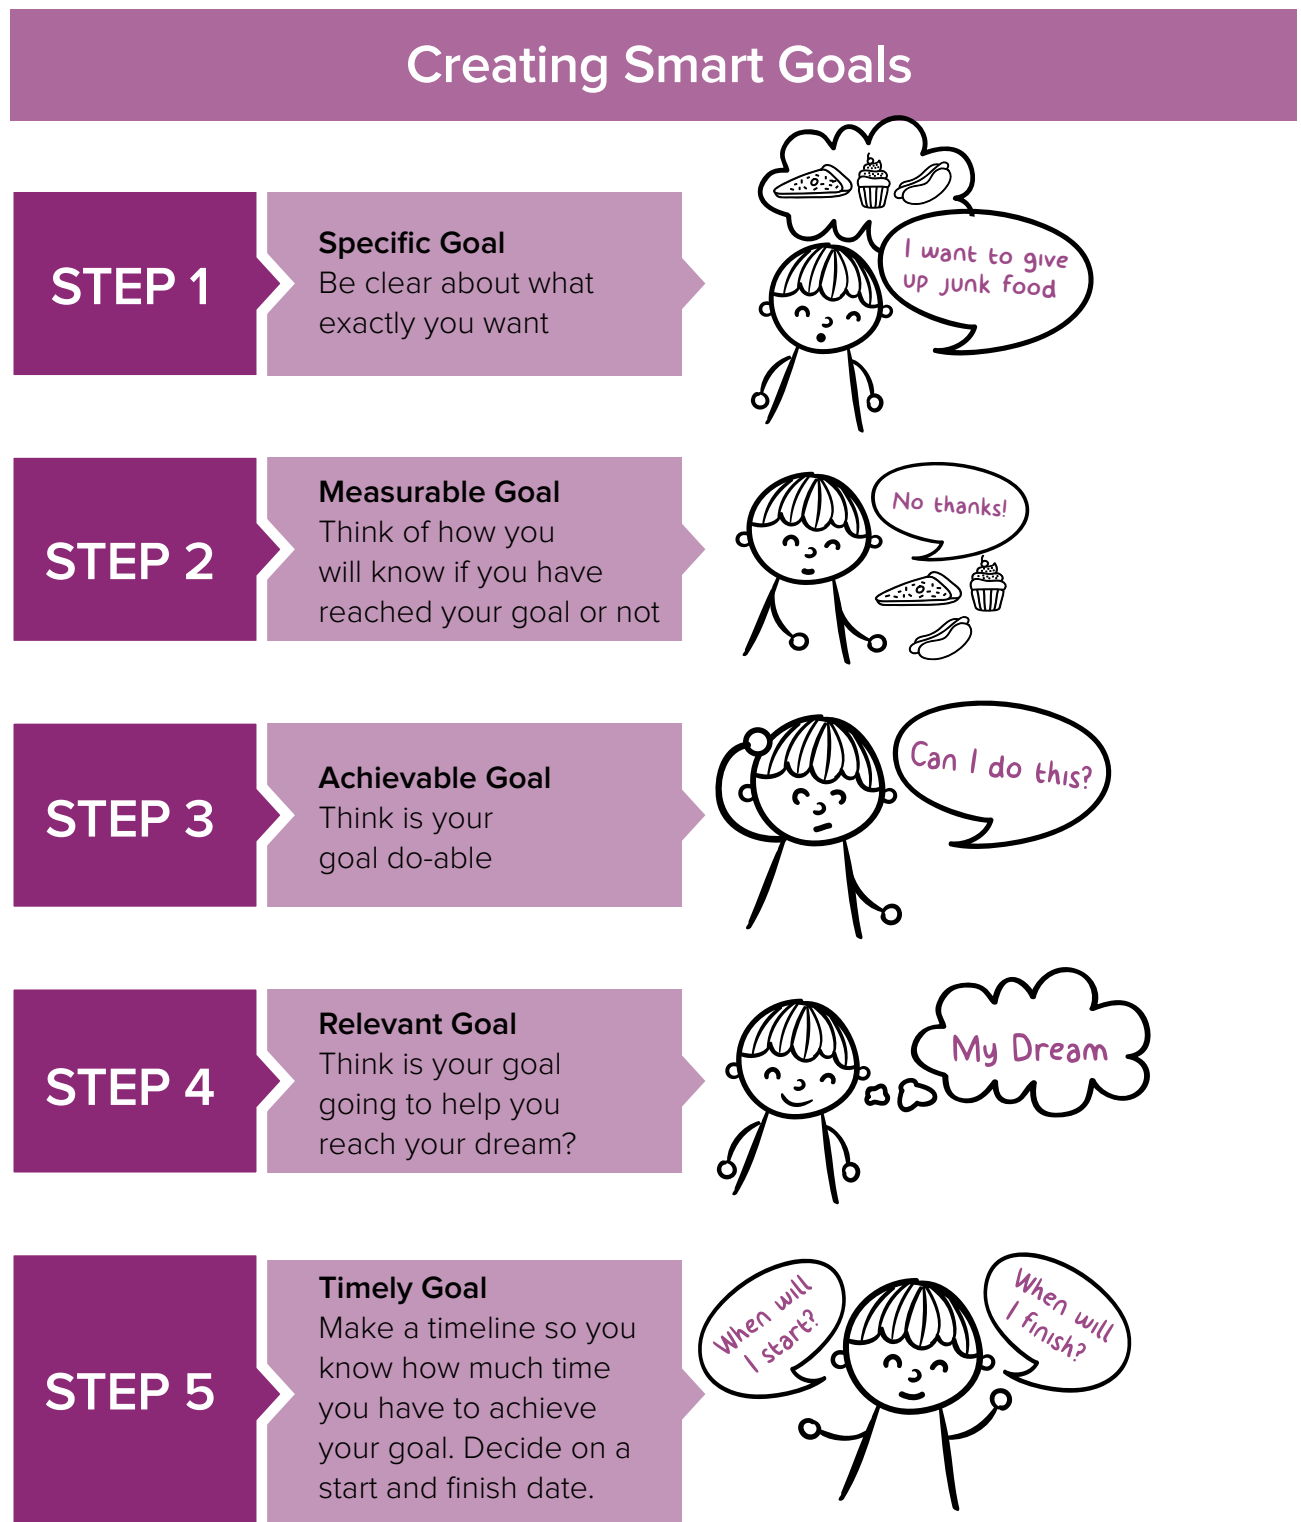 Creating Smart Goals
STEP 1
Specific Goal
Be clear about what
exactly you want
I want to give
up junk food
STEP 2
Measurable Goal
Think of how you
will know if you have
reached your goal or not
No thanks!
STEP 3
Achievable Goal
Think is your
goal do-able
Can I do this?
STEP 4
Relevant Goal
Think is your goal
going to help you
reach your dream?
My Dream
STEP 5
Timely Goal
Make a timeline so you
know how much time
you have to achieve
your goal. Decide on a
start and finish date.
When will
I start?
When will
I finish?